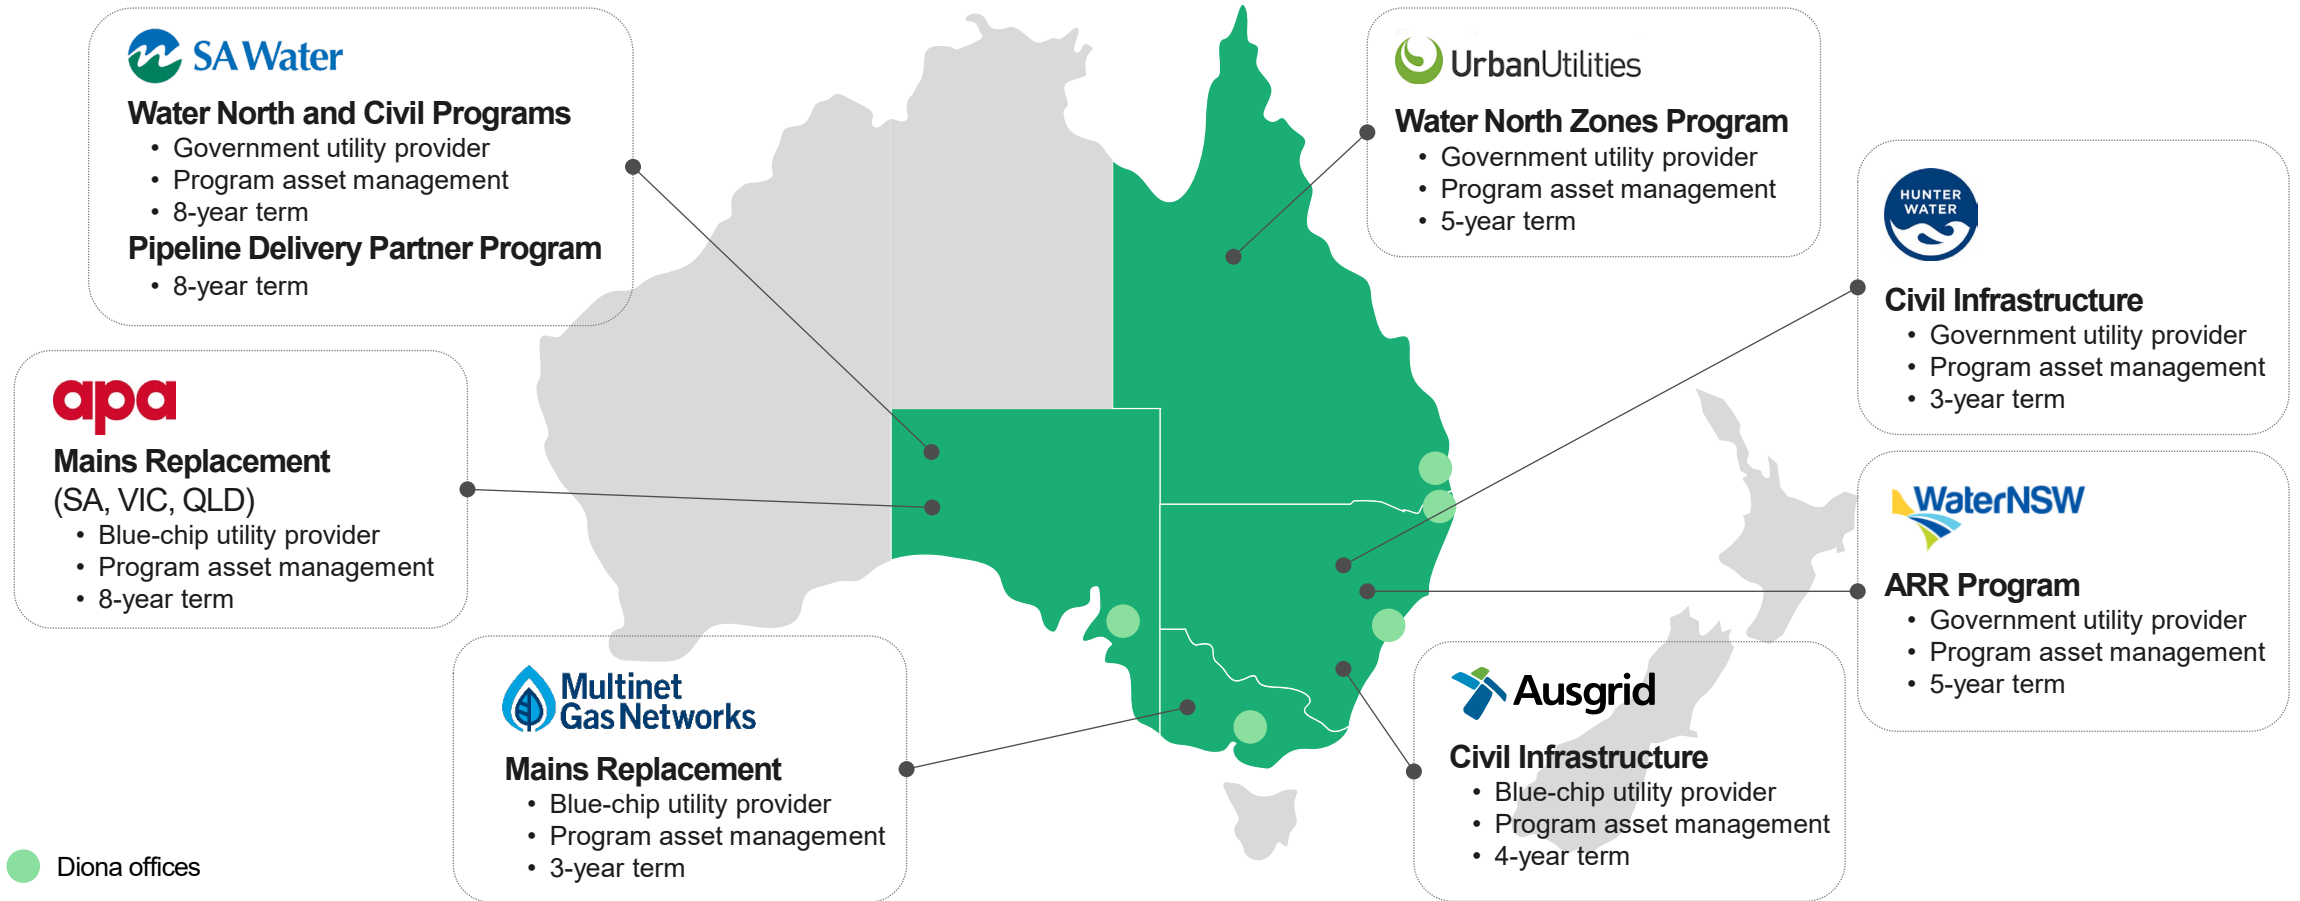 SA Water
Water North and Civil Programs
• Government utility provider
• Program asset management
• 8-year term
Pipeline Delivery Partner Program
• 8-year term
apa
Mains Replacement
(SA, VIC, QLD)
• Blue-chip utility provider
• Program asset management
• 8-year term
Multinet
Gas Networks
Mains Replacement
• Blue-chip utility provider
• Program asset management
• 3-year term
UrbanUtilities
Water North Zones Program
• Government utility provider
• Program asset management
• 5-year term
HUNTER
WATER
Civil Infrastructure
• Government utility provider
• Program asset management
• 3-year term
WaterNSW
ARR Program
• Government utility provider
• Program asset management
• 5-year term
Ausgrid
Civil Infrastructure
• Blue-chip utility provider
• Program asset management
• 4-year term
Diona offices